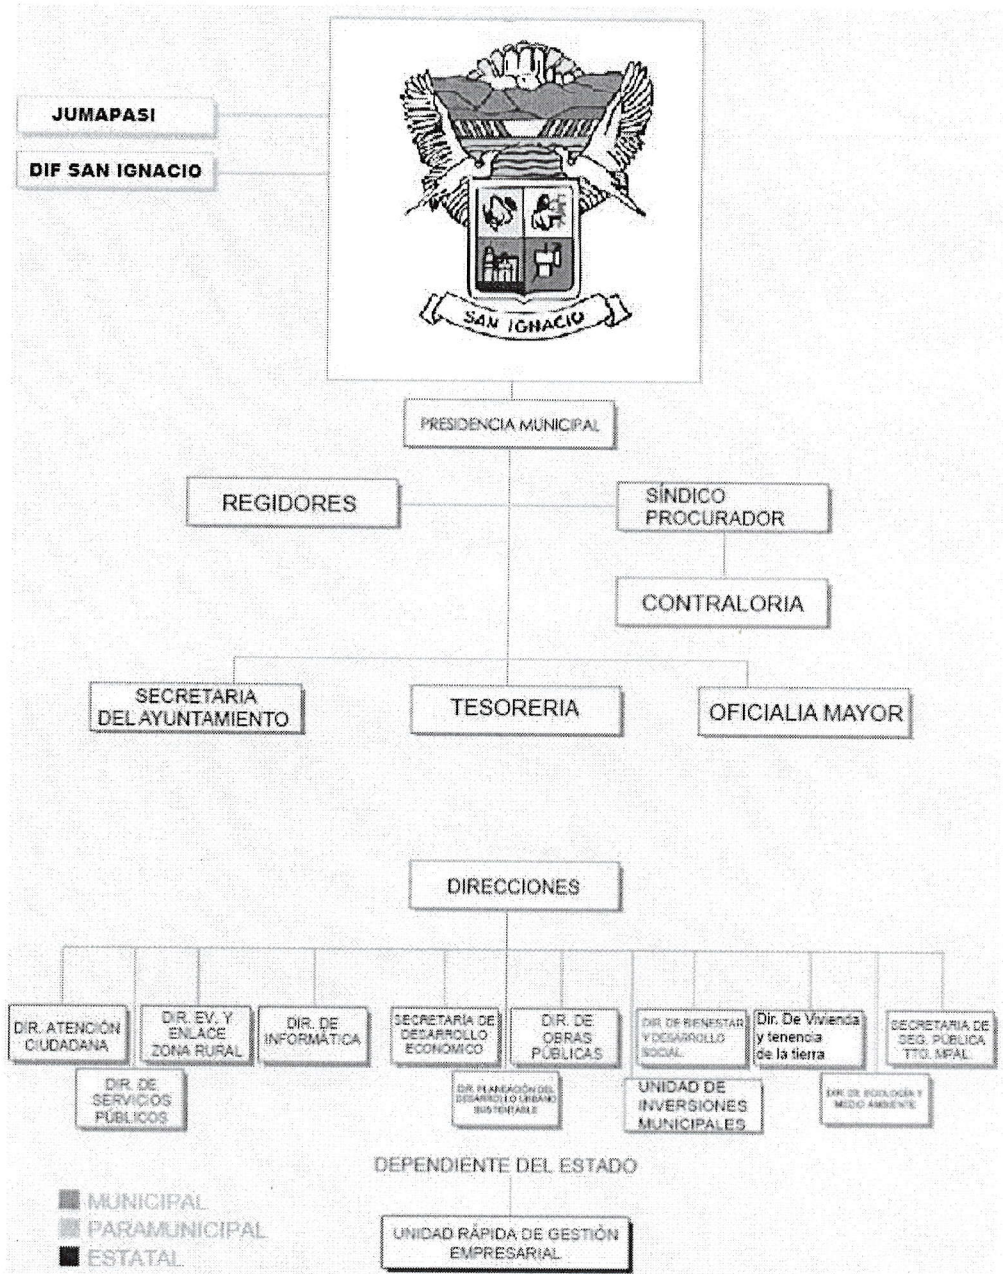 JUMAPASI
DIF SAN IGNACIO
SAN IGNACIO
PRESIDENCIA MUNICIPAL
REGIDORES
SÍNDICO
PROCURADOR
CONTRALORIA
SECRETARIA
DEL AYUNTAMIENTO
TESORERIA
OFICIALIA MAYOR
DIRECCIONES
DIR. ATENCIÓN
CIUDADANA
DIR. EV. Y
ENLACE
ZONA RURAL
DIR. DE
INFORMÁTICA
SECRETARÍA DE
DESARROLLO
ECONÓMICO
DIR. DE
OBRAS
PÚBLICAS
DIR. DE BIENESTAR
Y DESARROLLO
SOCIAL
Dir. De Vivienda
y tenencia
de la tierra
SECRETARIA DE
SEG. PÚBLICA
TTO. MPAL.
DIR. DE
SERVICIOS
PÚBLICOS
DIR. PLANEACIÓN DEL
DESARROLLO URBANO
SUSTENTABLE
UNIDAD DE
INVERSIONES
MUNICIPALES
DIR. DE ECOLOGÍA Y
MEDIO AMBIENTE
DEPENDIENTE DEL ESTADO
MUNICIPAL
PARAMUNICIPAL
ESTATAL
UNIDAD RÁPIDA DE GESTIÓN
EMPRESARIAL